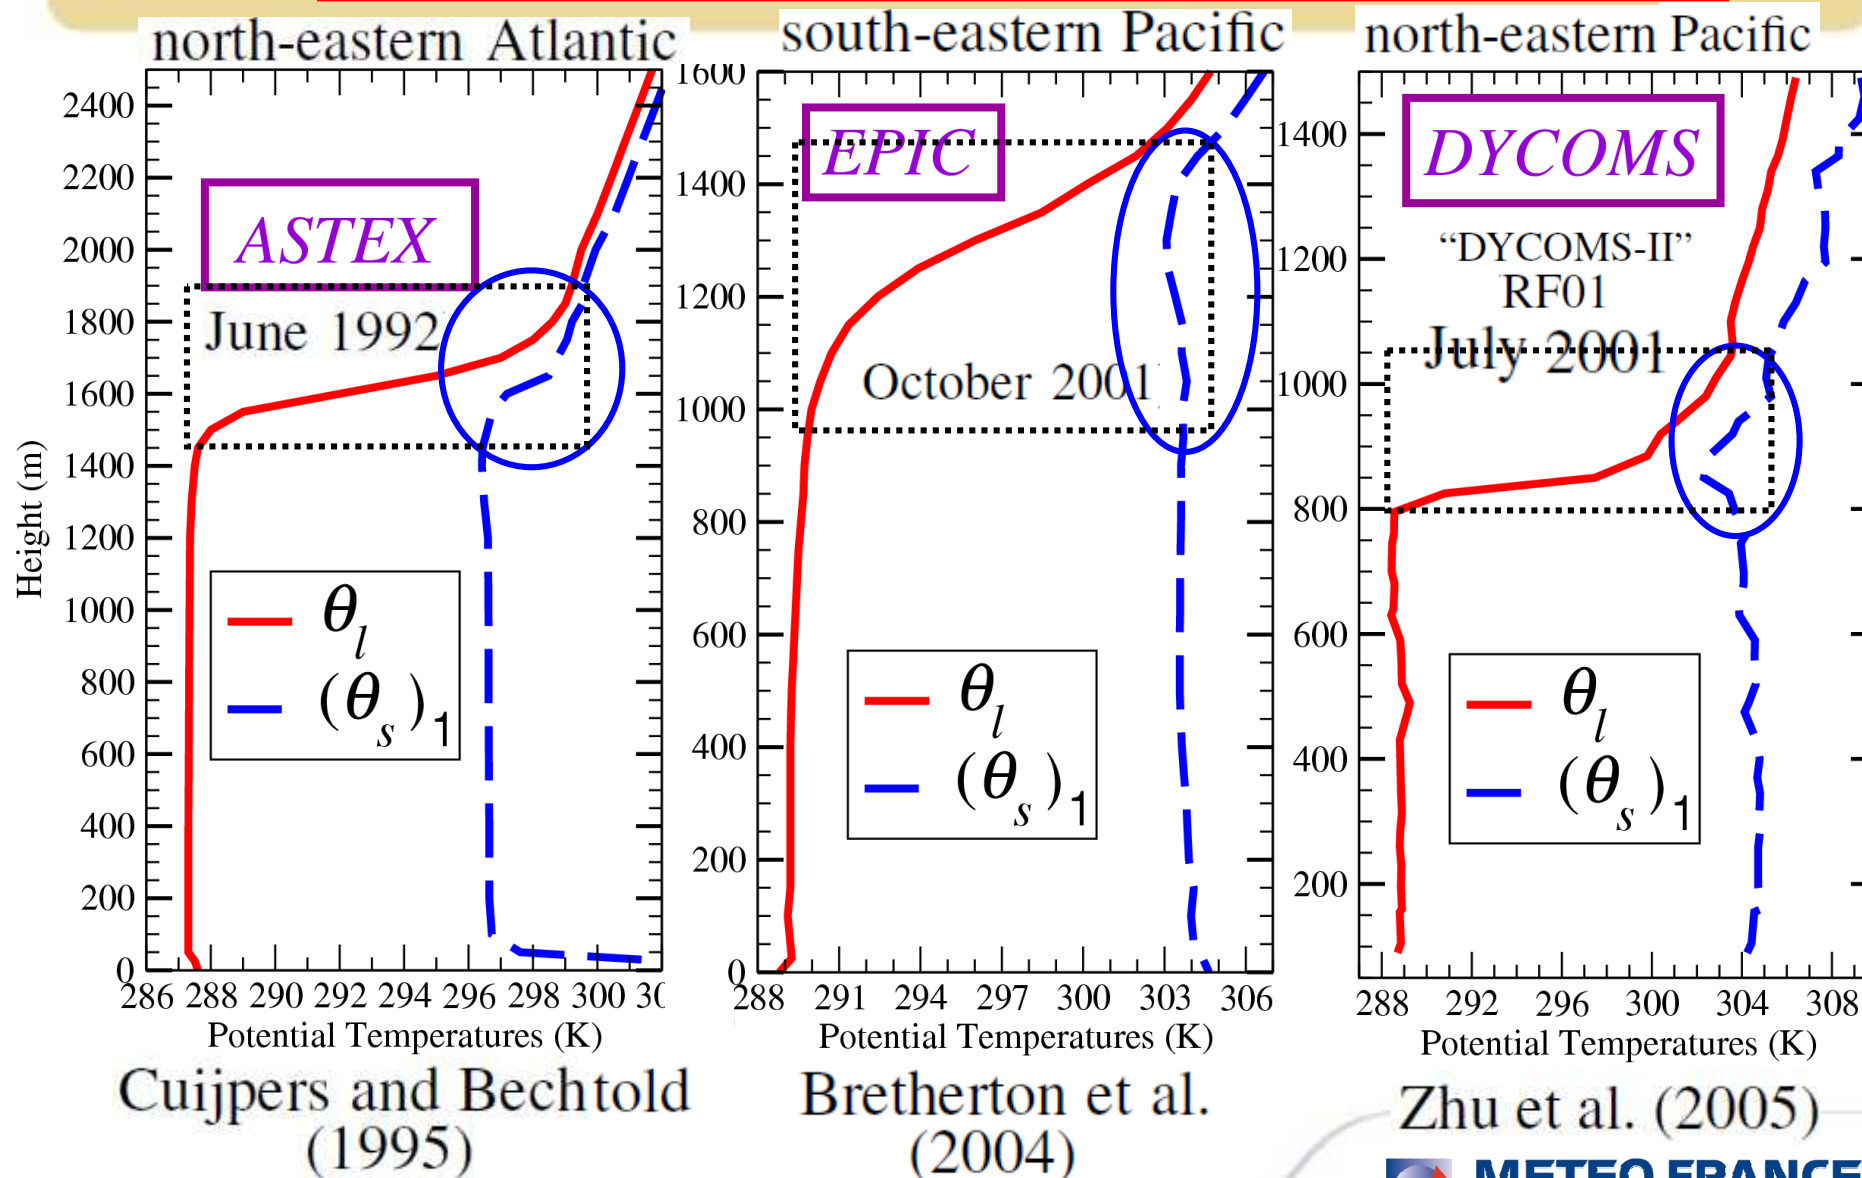 north-eastern Atlantic
2400
2200
2000
1800
1600
1400
1200
1000
800
600
400
200
0
Height (m)
ASTEX
June 1992
θl
(θs)1
286 288 290 292 294 296 298 300 30
Potential Temperatures (K)
Cuijpers and Bechtold
(1995)
south-eastern Pacific
1600
1400
1200
1000
800
600
400
200
0
EPIC
October 2001
θl
(θs)1
288 291 294 297 300 303 306
Potential Temperatures (K)
Bretherton et al.
(2004)
north-eastern Pacific
1400
1200
1000
800
600
400
200
DYCOMS
“DYCOMS-II”
RF01
July 2001
θl
(θs)1
288 292 296 300 304 308
Potential Temperatures (K)
Zhu et al. (2005)
METEO FRANCE